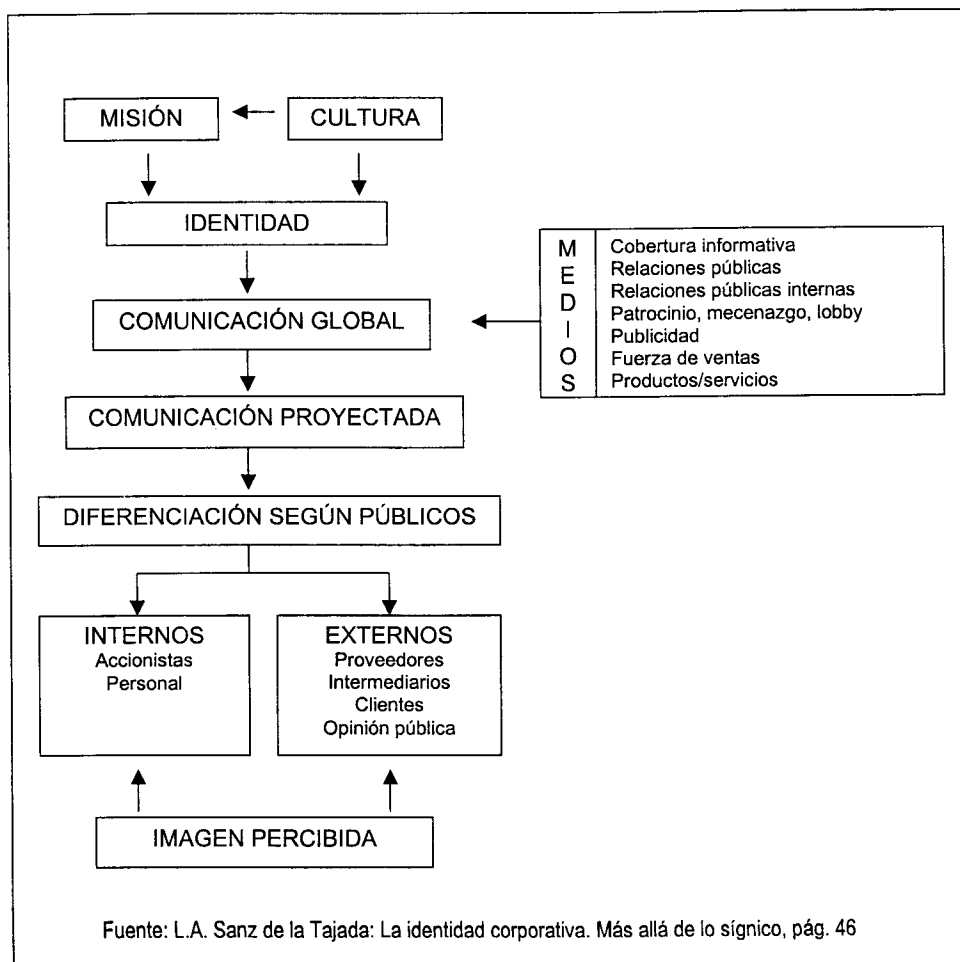 MISIÓN
CULTURA
IDENTIDAD
COMUNICACIÓN GLOBAL
M
E
D
I
O
S
Cobertura informativa
Relaciones públicas
Relaciones públicas internas
Patrocinio, mecenazgo, lobby
Publicidad
Fuerza de ventas
Productos/servicios
COMUNICACIÓN PROYECTADA
DIFERENCIACIÓN SEGÚN PÚBLICOS
INTERNOS
Accionistas
Personal
EXTERNOS
Proveedores
Intermediarios
Clientes
Opinión pública
IMAGEN PERCIBIDA
Fuente: L.A. Sanz de la Tajada: La identidad corporativa. Más allá de lo sígnico, pág. 46